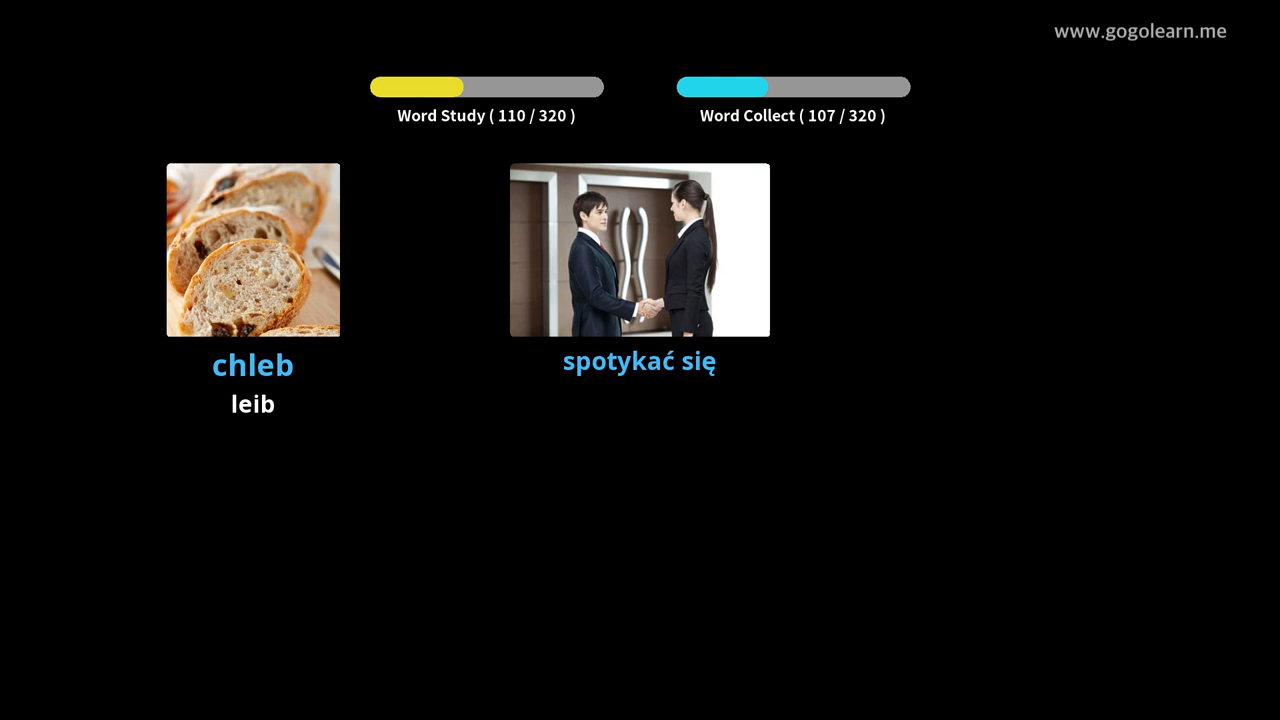 www.gogolearn.me
Word Study ( 110 / 320 )
Word Collect ( 107 / 320 )
chleb
leib
spotykać się